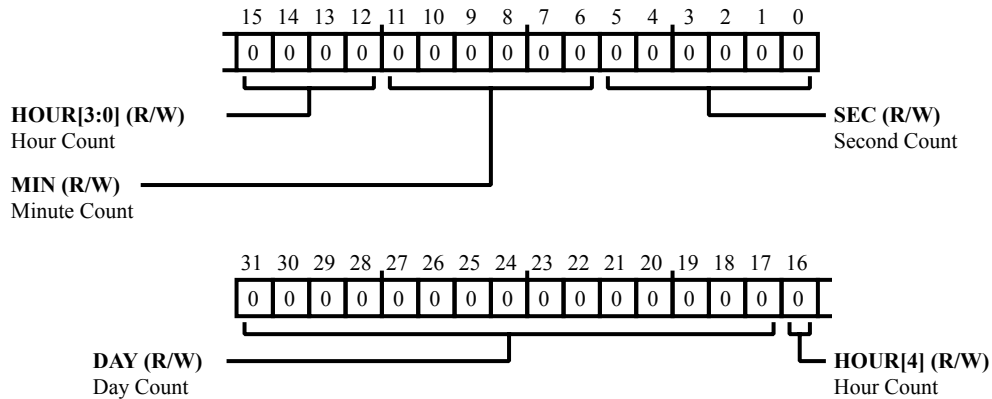 15 14 13 12 11 10 9 8 7 6 5 4 3 2 1 0
0 0 0 0 0 0 0 0 0 0 0 0 0 0 0 0
HOUR[3:0] (R/W)
Hour Count
SEC (R/W)
Second Count
MIN (R/W)
Minute Count
31 30 29 28 27 26 25 24 23 22 21 20 19 18 17 16
0 0 0 0 0 0 0 0 0 0 0 0 0 0 0 0
DAY (R/W)
Day Count
HOUR[4] (R/W)
Hour Count